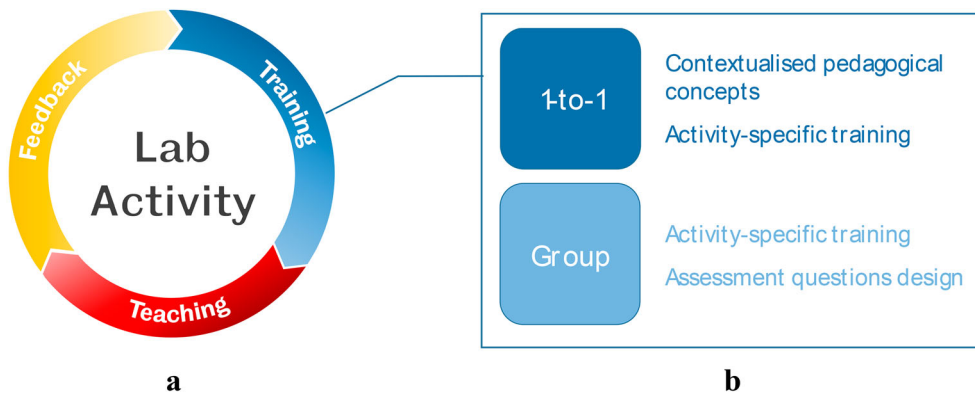 Feedback
Training
Lab
Activity
Teaching
a
1-to-1
Contextualised pedagogical
concepts
Activity-specific training
Group
Activity-specific training
Assessment questions design
b